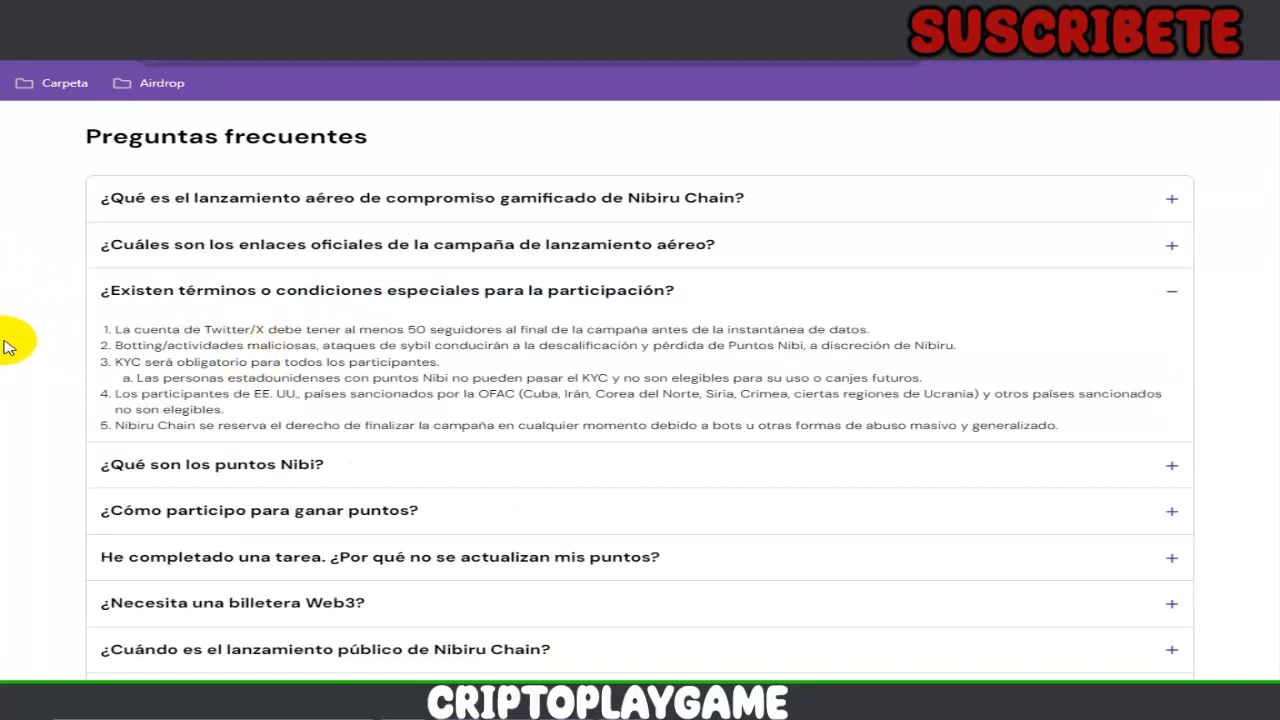 SUSCRIBETE
Carpeta Airdrop
Preguntas frecuentes
¿Qué es el lanzamiento aéreo de compromiso gamificado de Nibiru Chain? +
¿Cuáles son los enlaces oficiales de la campaña de lanzamiento aéreo? +
¿Existen términos o condiciones especiales para la participación? −
1. La cuenta de Twitter/X debe tener al menos 50 seguidores al final de la campaña antes de la instantánea de datos.
2. Botting/actividades maliciosas, ataques de sybil conducirán a la descalificación y pérdida de Puntos Nibi, a discreción de Nibiru.
3. KYC será obligatorio para todos los participantes.
a. Las personas estadounidenses con puntos Nibi no pueden pasar el KYC y no son elegibles para su uso o canjes futuros.
4. Los participantes de EE. UU., países sancionados por la OFAC (Cuba, Irán, Corea del Norte, Siria, Crimea, ciertas regiones de Ucrania) y otros países sancionados
no son elegibles.
5. Nibiru Chain se reserva el derecho de finalizar la campaña en cualquier momento debido a bots u otras formas de abuso masivo y generalizado.
¿Qué son los puntos Nibi? +
¿Cómo participo para ganar puntos? +
He completado una tarea. ¿Por qué no se actualizan mis puntos? +
¿Necesita una billetera Web3? +
¿Cuándo es el lanzamiento público de Nibiru Chain? +
CRIPTOPLAYGAME